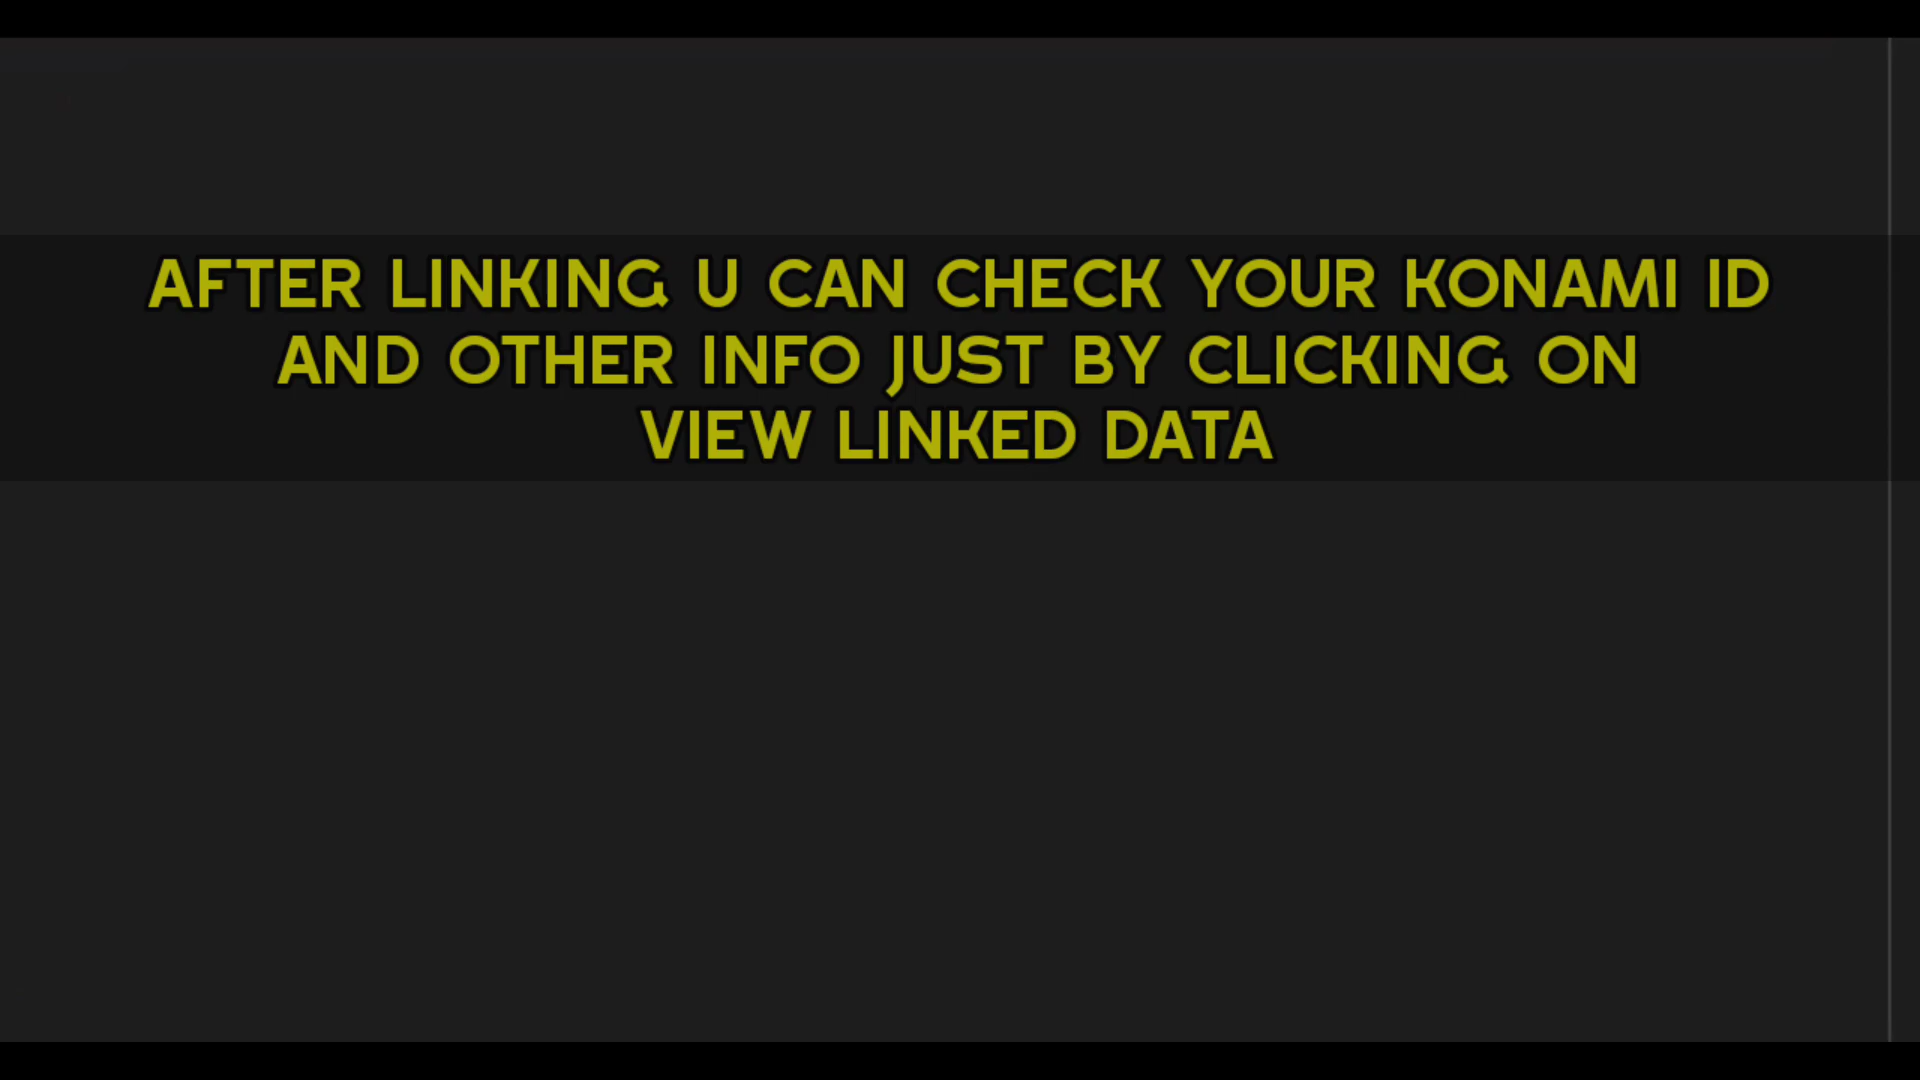 AFTER LINKING U CAN CHECK YOUR KONAMI ID
AND OTHER INFO JUST BY CLICKING ON
VIEW LINKED DATA